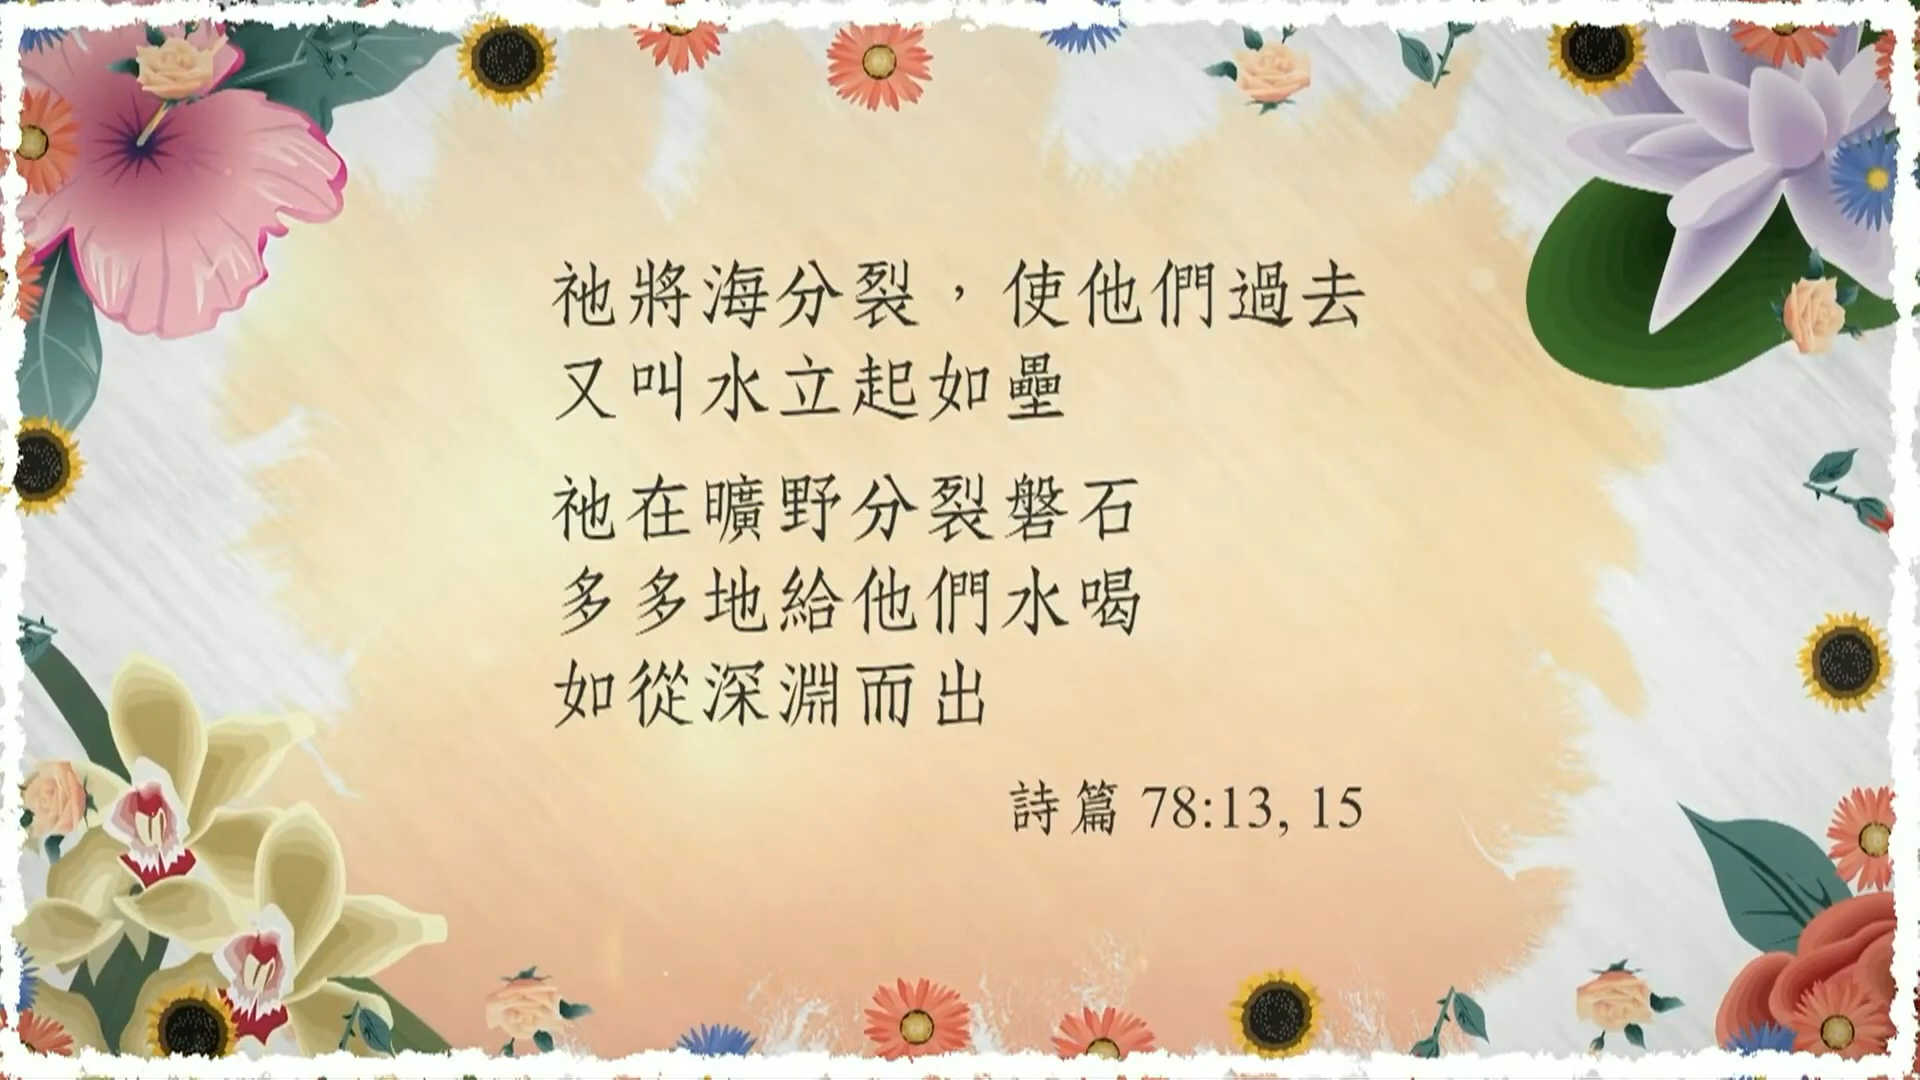 祂將海分裂，使他們過去
又叫水立起如壘
祂在曠野分裂磐石
多多地給他們水喝
如從深淵而出
詩篇 78:13, 15